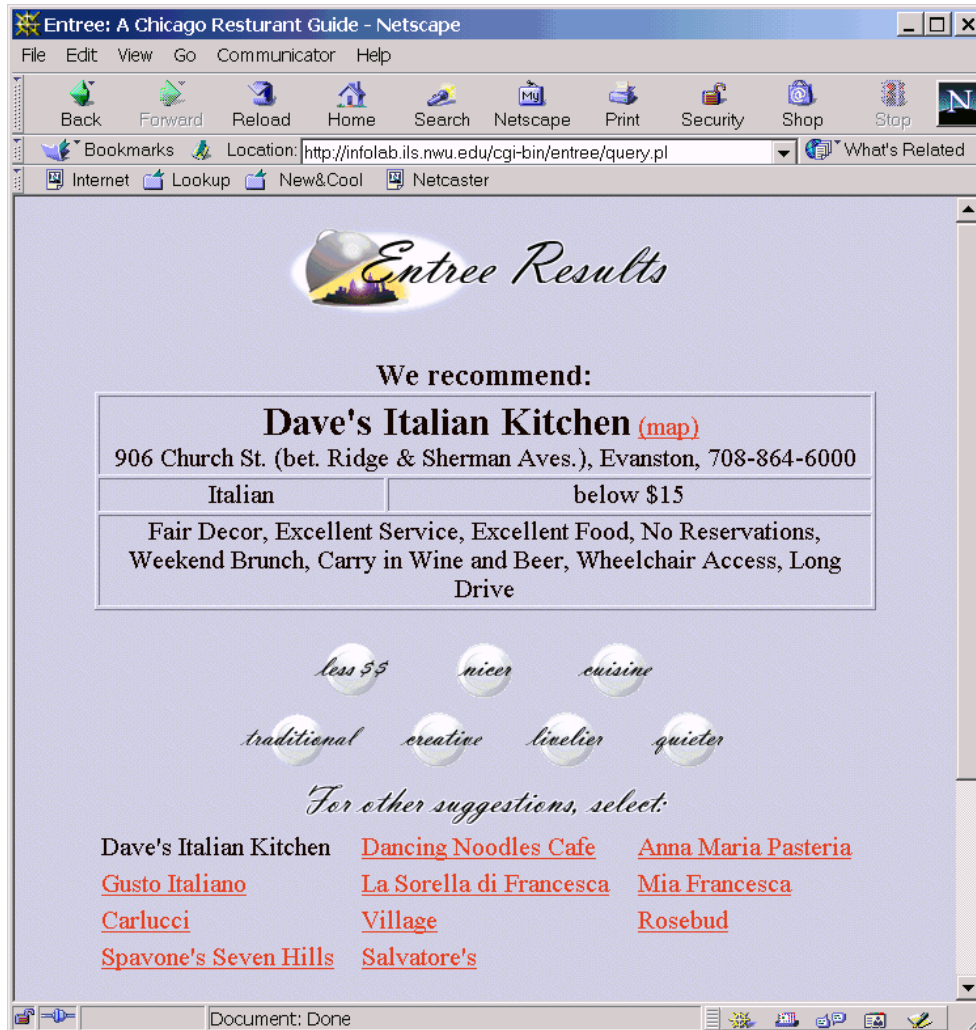 Entree: A Chicago Resturant Guide - Netscape
File Edit View Go Communicator Help
Back Forward Reload Home Search Netscape Print Security Shop Stop
My
N
Bookmarks Location: http://infolab.ils.nwu.edu/cgi-bin/entree/query.pl What's Related
Internet Lookup New&Cool Netcaster
Entree Results
We recommend:
Dave's Italian Kitchen (map)
906 Church St. (bet. Ridge & Sherman Aves.), Evanston, 708-864-6000
Italian below $15
Fair Decor, Excellent Service, Excellent Food, No Reservations,
Weekend Brunch, Carry in Wine and Beer, Wheelchair Access, Long
Drive
less $$ nicer cuisine
traditional creative livelier quieter
For other suggestions, select:
Dave's Italian Kitchen Dancing Noodles Cafe Anna Maria Pasteria
Gusto Italiano La Sorella di Francesca Mia Francesca
Carlucci Village Rosebud
Spavone's Seven Hills Salvatore's
Document: Done